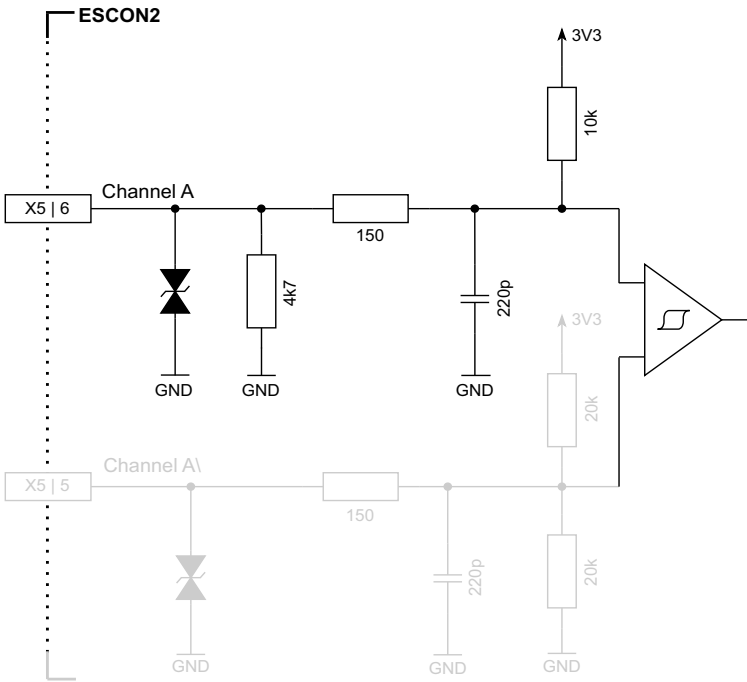 ESCON2
3V3
10k
Channel A
X5 | 6
150
4k7
220p
GND
GND
GND
3V3
20k
Channel A\
X5 | 5
150
220p
20k
GND
GND
GND